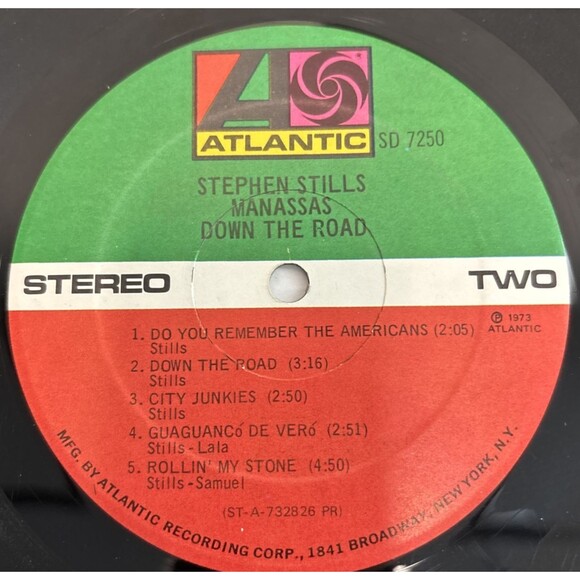 ATLANTIC
SD 7250
STEPHEN STILLS
MANASSAS
DOWN THE ROAD
STEREO
TWO
1. DO YOU REMEMBER THE AMERICANS (2:05)
Stills
2. DOWN THE ROAD (3:16)
Stills
3. CITY JUNKIES (2:50)
Stills
4. GUAGUANCó DE VERó (2:51)
Stills-Lala
5. ROLLIN' MY STONE (4:50)
Stills-Samuel
℗ 1973
ATLANTIC
(ST-A-732826 PR)
MFG. BY ATLANTIC RECORDING CORP., 1841 BROADWAY, NEW YORK, N.Y.